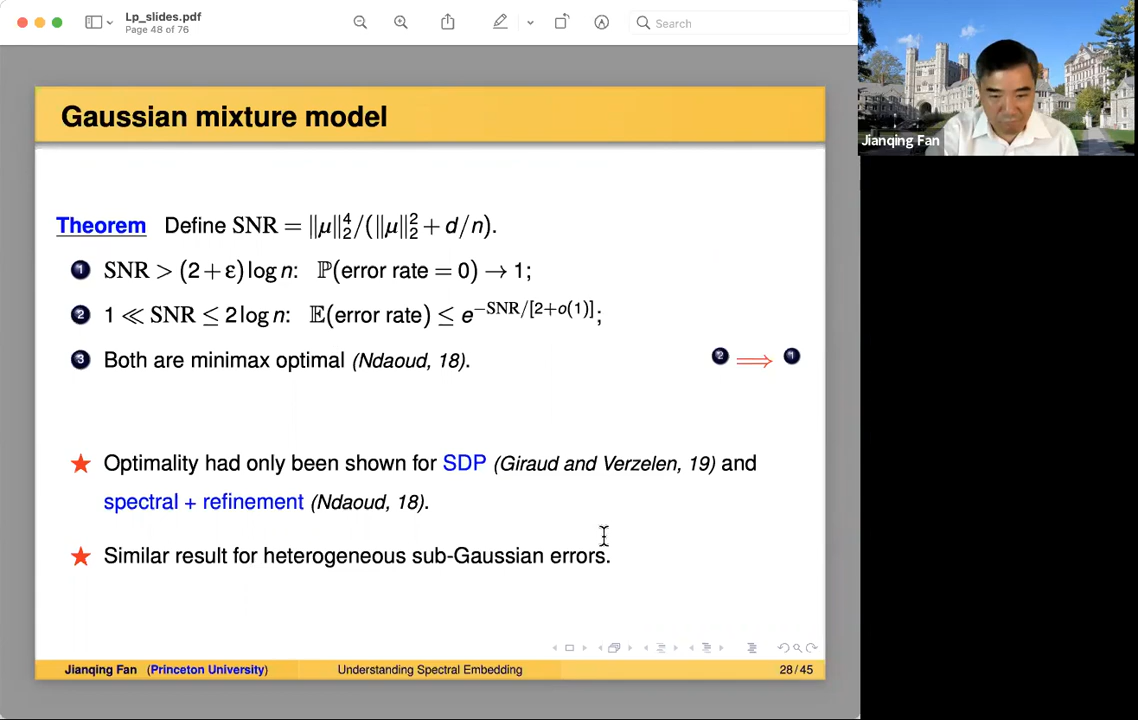 Lp_slides.pdf
Page 48 of 76
Search
Jianqing Fan
Gaussian mixture model
Theorem Define SNR = ‖μ‖₂⁴/(‖μ‖₂² + d/n).
1 SNR > (2+ε) log n: ℙ(error rate = 0) → 1;
2 1 ≪ SNR ≤ 2 log n: 𝔼(error rate) ≤ e^{−SNR/[2+o(1)]};
3 Both are minimax optimal (Ndaoud, 18). 2 ⟹ 1
★ Optimality had only been shown for SDP (Giraud and Verzelen, 19) and
spectral + refinement (Ndaoud, 18).
★ Similar result for heterogeneous sub-Gaussian errors.
Jianqing Fan (Princeton University) Understanding Spectral Embedding 28/45